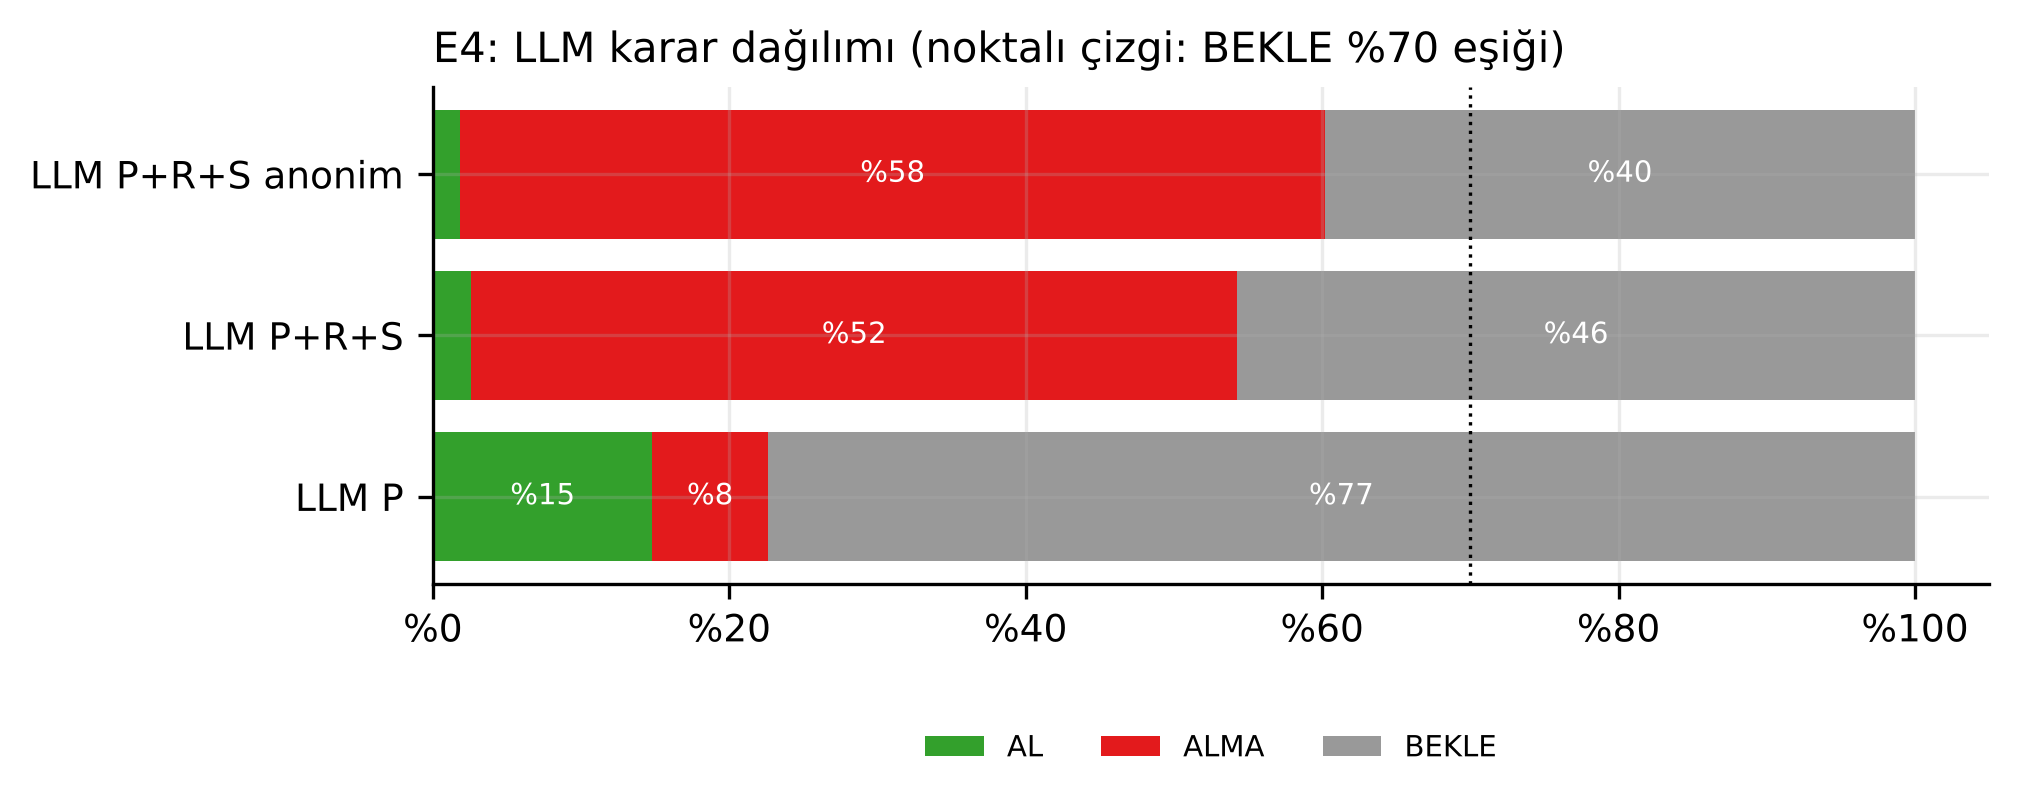 E4: LLM karar dağılımı (noktalı çizgi: BEKLE %70 eşiği)
LLM P+R+S anonim
%58
%40
LLM P+R+S
%52
%46
LLM P
%15
%8
%77
%0
%20
%40
%60
%80
%100
AL
ALMA
BEKLE